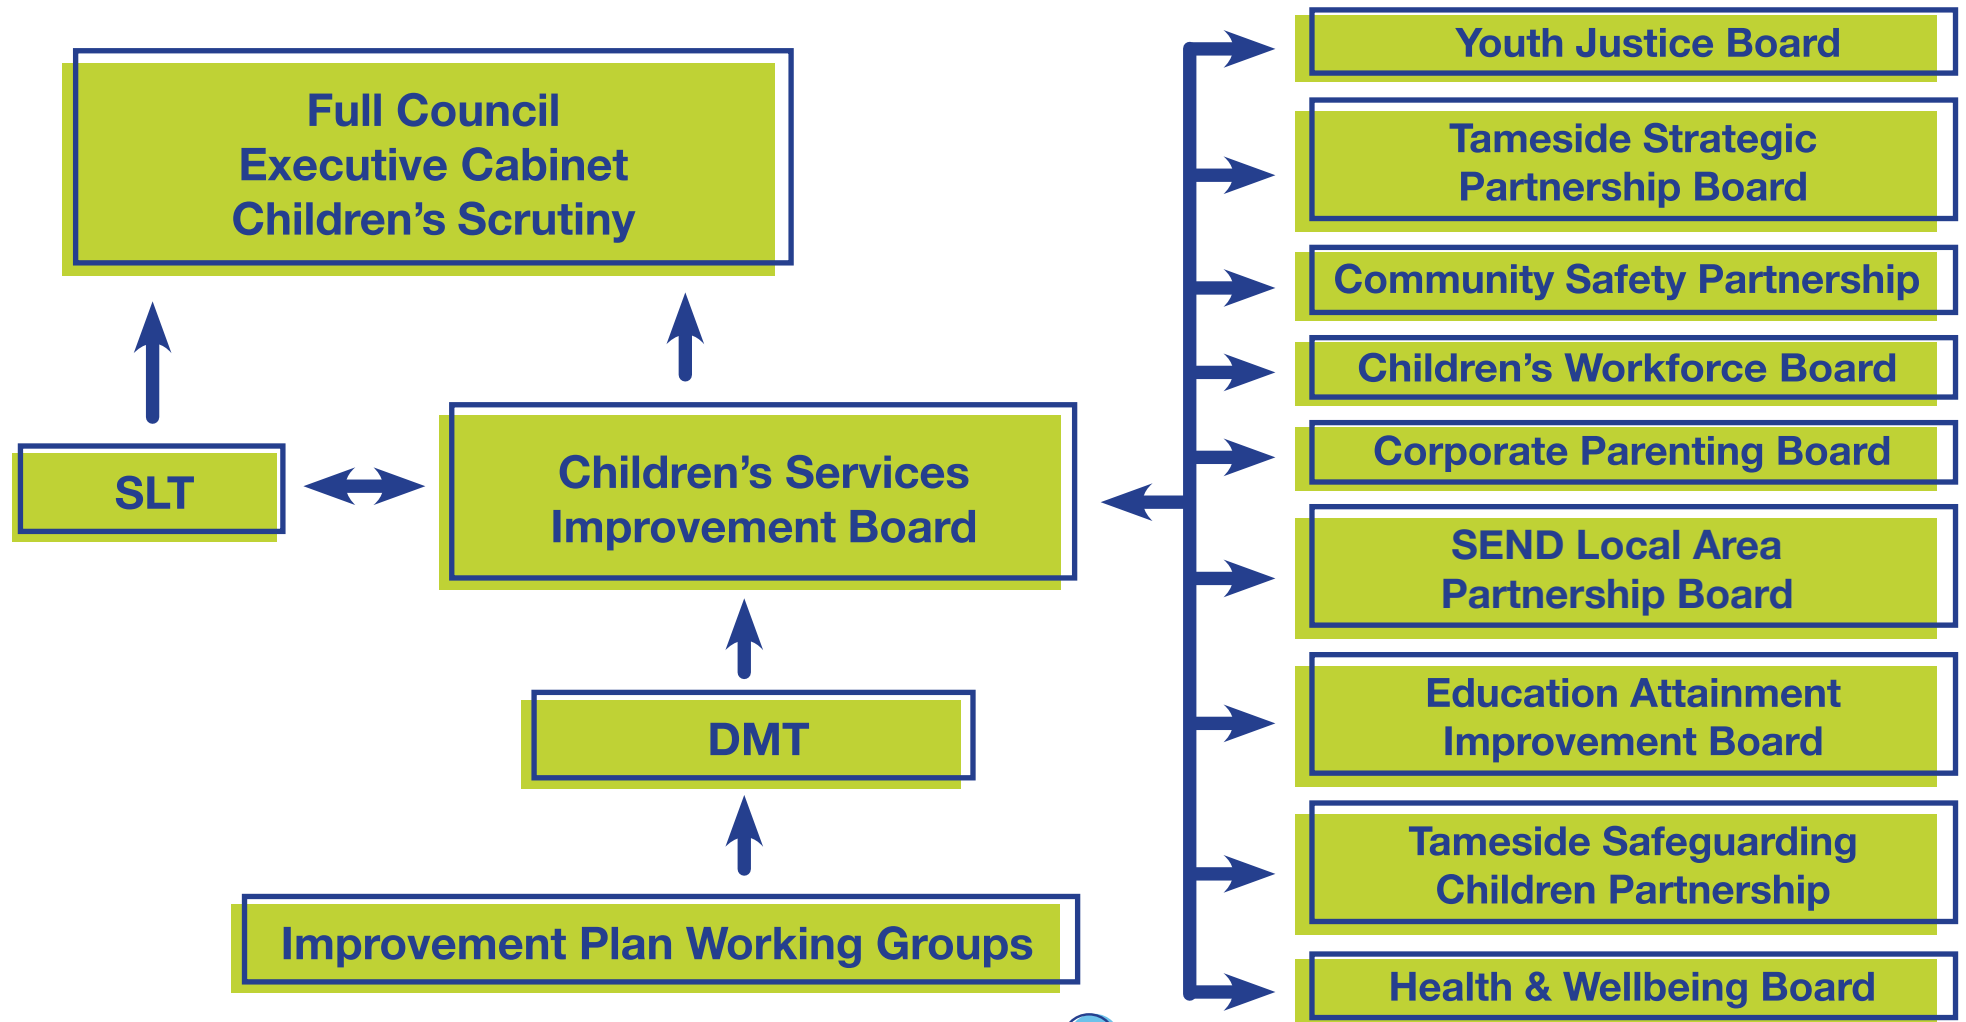 Full Council
Executive Cabinet
Children’s Scrutiny
SLT
Children’s Services
Improvement Board
DMT
Improvement Plan Working Groups
Youth Justice Board
Tameside Strategic
Partnership Board
Community Safety Partnership
Children’s Workforce Board
Corporate Parenting Board
SEND Local Area
Partnership Board
Education Attainment
Improvement Board
Tameside Safeguarding
Children Partnership
Health & Wellbeing Board